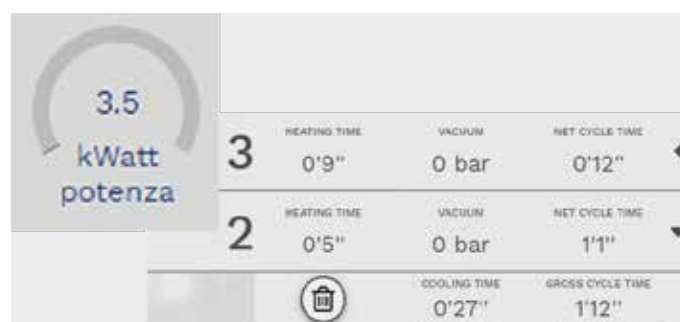 3.5
kWatt
potenza
HEATING TIME VACUUM NET CYCLE TIME
3 0'9" 0 bar 0'12"
HEATING TIME VACUUM NET CYCLE TIME
2 0'5" 0 bar 1'1"
COOLING TIME GROSS CYCLE TIME
0'27" 1'12"